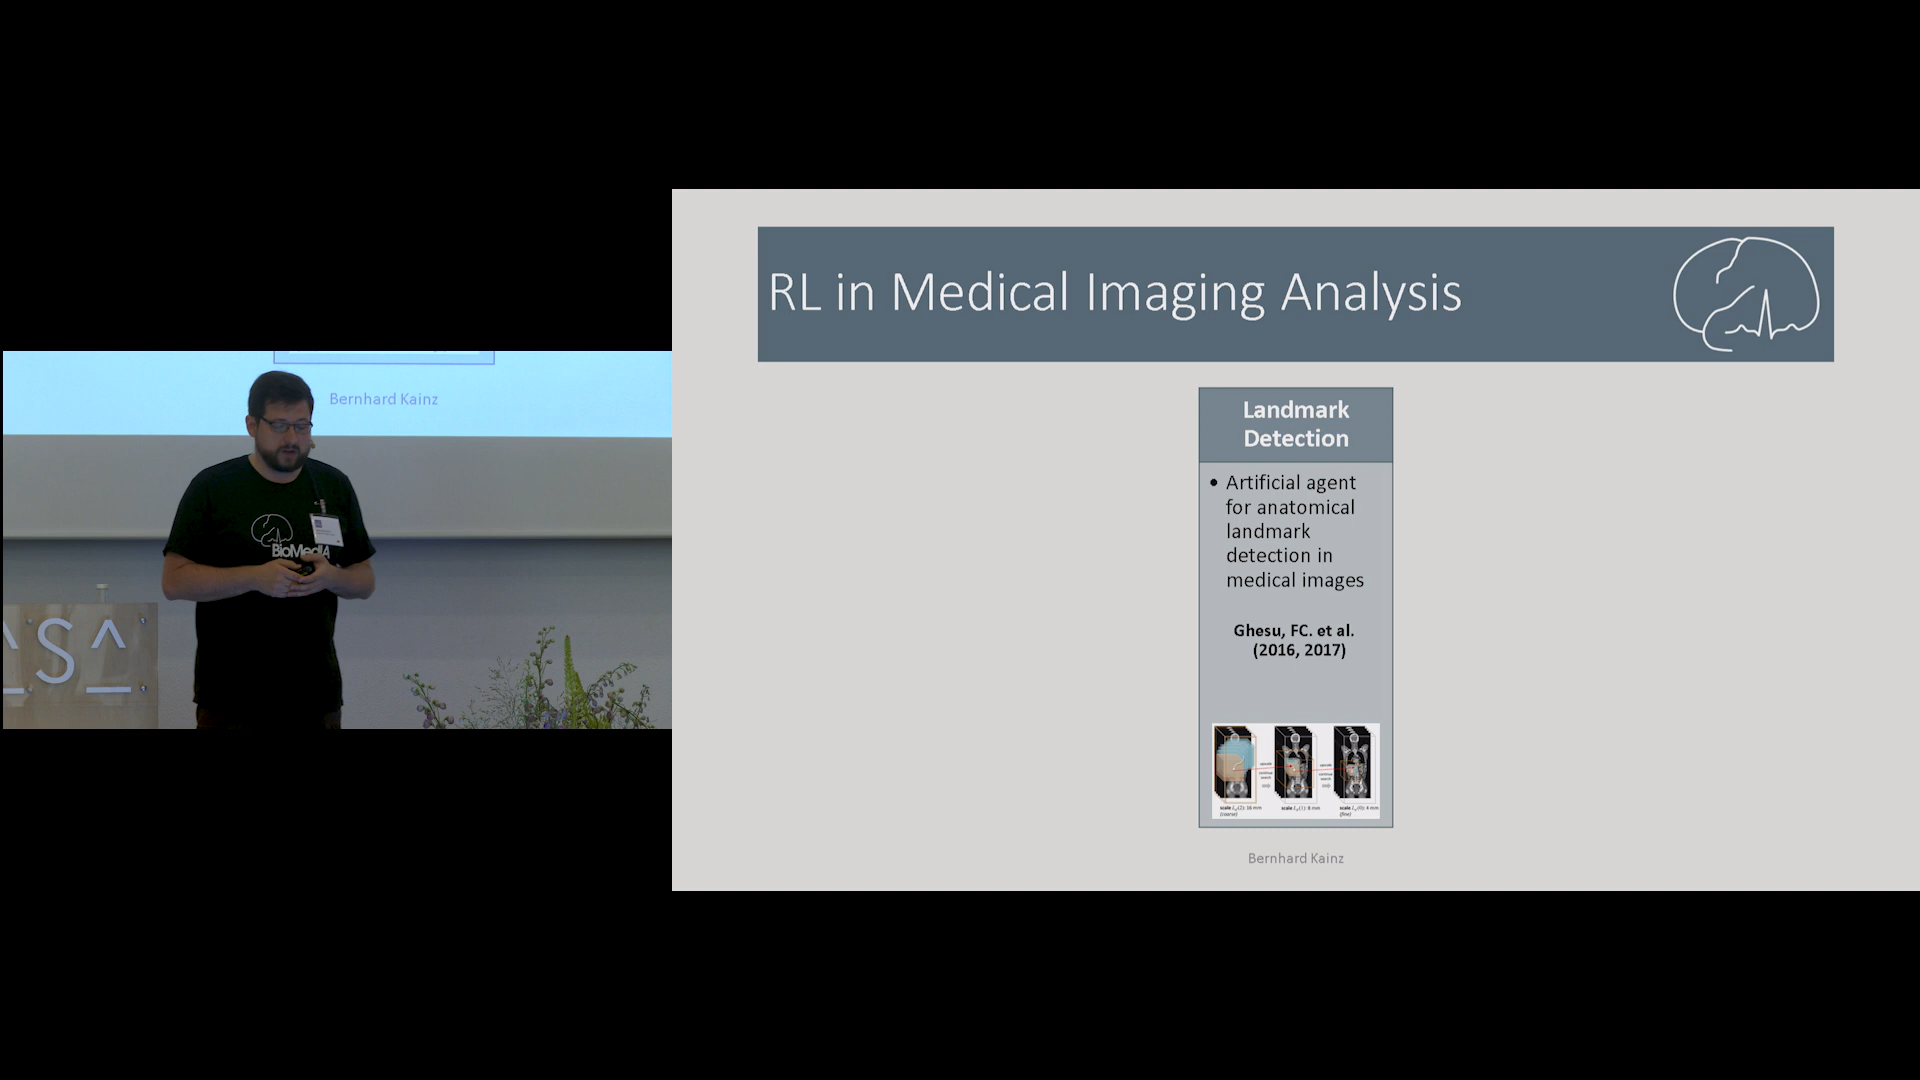 Bernhard Kainz
BioMedIA
ASA
RL in Medical Imaging Analysis
Landmark
Detection
• Artificial agent
for anatomical
landmark
detection in
medical images
Ghesu, FC. et al.
(2016, 2017)
Bernhard Kainz